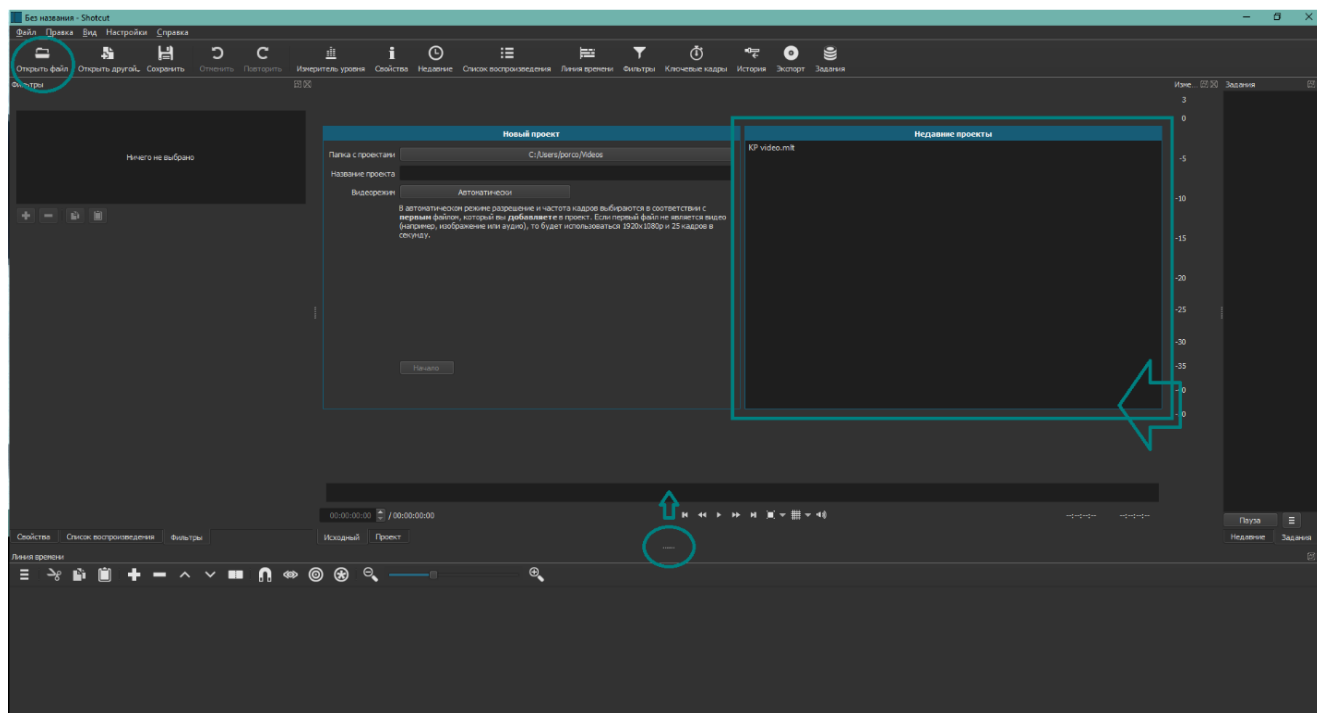 Без названия - Shotcut
Файл Правка Вид Настройки Справка
Открыть файл Открыть другой.. Сохранить Отменить Повторить Измеритель уровня Свойства Недавние Список воспроизведения Линия времени Фильтры Ключевые кадры История Экспорт Задания
Фильтры
Изме...
Задания
Ничего не выбрано
Новый проект
Папка с проектами C:/Users/porco/Videos
Название проекта
Видеорежим Автоматически
В автоматическом режиме разрешение и частота кадров выбираются в соответствии с
первым файлом, который вы добавляете в проект. Если первый файл не является видео
(например, изображение или аудио), то будет использоваться 1920x1080p и 25 кадров в
секунду.
Начало
Недавние проекты
KP video.mlt
3
0
-5
-10
-15
-20
-25
-30
-35
00:00:00:00 / 00:00:00:00
--:--:--:-- --:--:--:--
Пауза
Свойства Список воспроизведения Фильтры
Исходный Проект
Недавние Задания
Линия времени